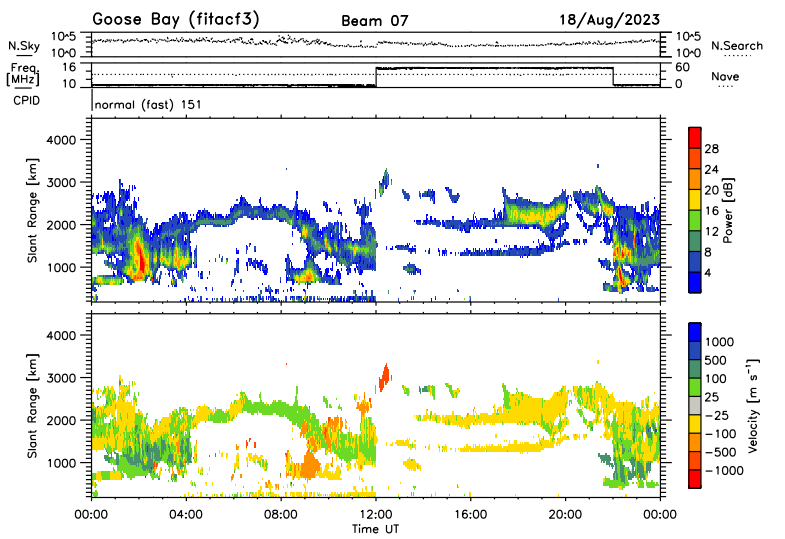 Goose Bay (fitacf3) Beam 07 18/Aug/2023
N.Sky 10^5 10^0 10^5 10^0 N.Search
Freq. [MHz] 16 10 60 0 Nave
CPID normal (fast) 151
Slant Range [km] 4000 3000 2000 1000
28 24 20 16 12 8 4 Power [dB]
Slant Range [km] 4000 3000 2000 1000
1000 500 100 25 −25 −100 −500 −1000 Velocity [m s⁻¹]
00:00 04:00 08:00 12:00 16:00 20:00 00:00
Time UT